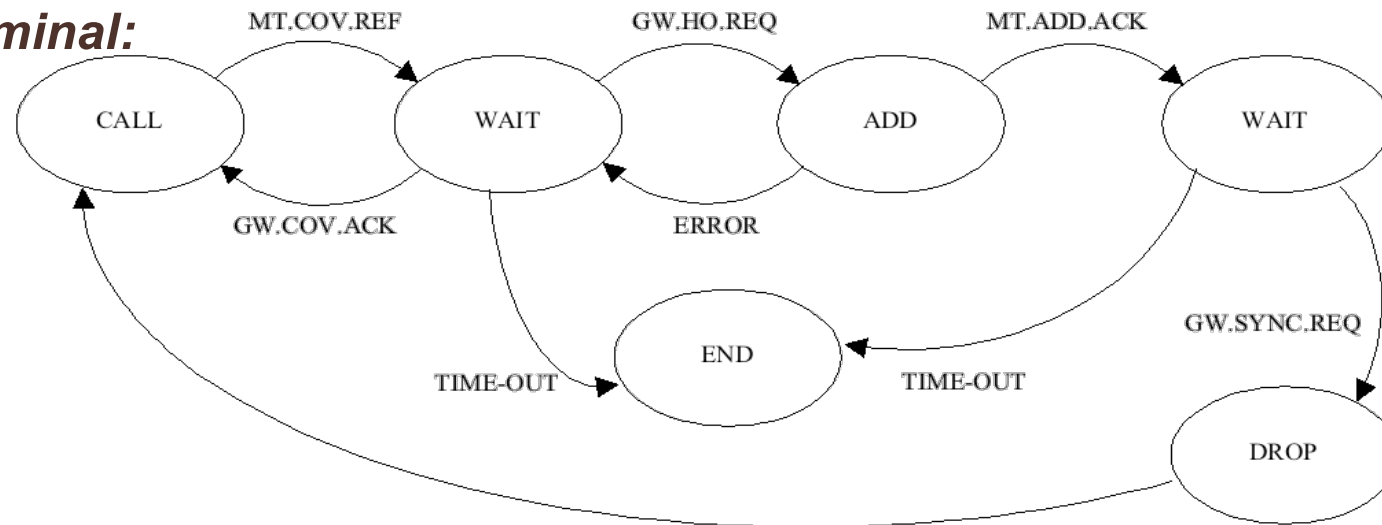 minal:
MT.COV.REF
GW.HO.REQ
MT.ADD.ACK
CALL
WAIT
ADD
WAIT
GW.COV.ACK
ERROR
GW.SYNC.REQ
END
TIME-OUT
TIME-OUT
DROP